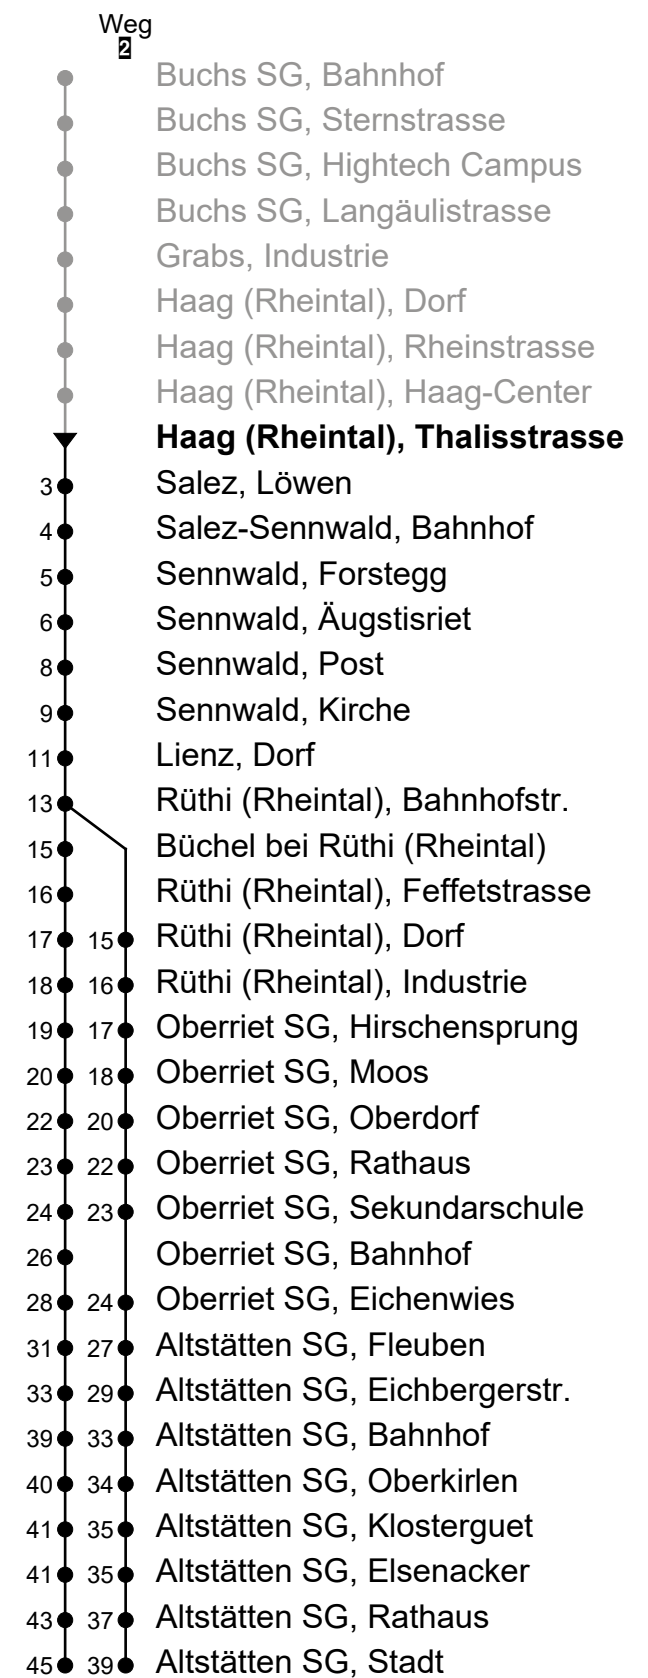 Weg
2
Buchs SG, Bahnhof
Buchs SG, Sternstrasse
Buchs SG, Hightech Campus
Buchs SG, Langäulistrasse
Grabs, Industrie
Haag (Rheintal), Dorf
Haag (Rheintal), Rheinstrasse
Haag (Rheintal), Haag-Center
Haag (Rheintal), Thalisstrasse
3 Salez, Löwen
4 Salez-Sennwald, Bahnhof
5 Sennwald, Forstegg
6 Sennwald, Äugstisriet
8 Sennwald, Post
9 Sennwald, Kirche
11 Lienz, Dorf
13 Rüthi (Rheintal), Bahnhofstr.
15 Büchel bei Rüthi (Rheintal)
16 Rüthi (Rheintal), Feffetstrasse
17 15 Rüthi (Rheintal), Dorf
18 16 Rüthi (Rheintal), Industrie
19 17 Oberriet SG, Hirschensprung
20 18 Oberriet SG, Moos
22 20 Oberriet SG, Oberdorf
23 22 Oberriet SG, Rathaus
24 23 Oberriet SG, Sekundarschule
26 Oberriet SG, Bahnhof
28 24 Oberriet SG, Eichenwies
31 27 Altstätten SG, Fleuben
33 29 Altstätten SG, Eichbergerstr.
39 33 Altstätten SG, Bahnhof
40 34 Altstätten SG, Oberkirlen
41 35 Altstätten SG, Klosterguet
41 35 Altstätten SG, Elsenacker
43 37 Altstätten SG, Rathaus
45 39 Altstätten SG, Stadt